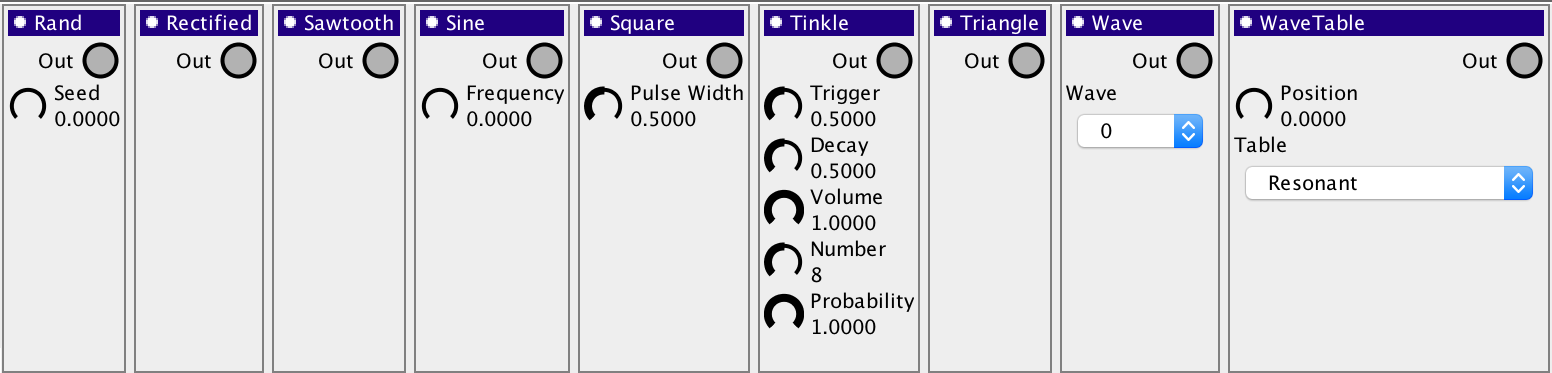 Rand
Out
Seed
0.0000
Rectified
Out
Sawtooth
Out
Sine
Out
Frequency
0.0000
Square
Out
Pulse Width
0.5000
Tinkle
Out
Trigger
0.5000
Decay
0.5000
Volume
1.0000
Number
8
Probability
1.0000
Triangle
Out
Wave
Out
Wave
0
WaveTable
Out
Position
0.0000
Table
Resonant